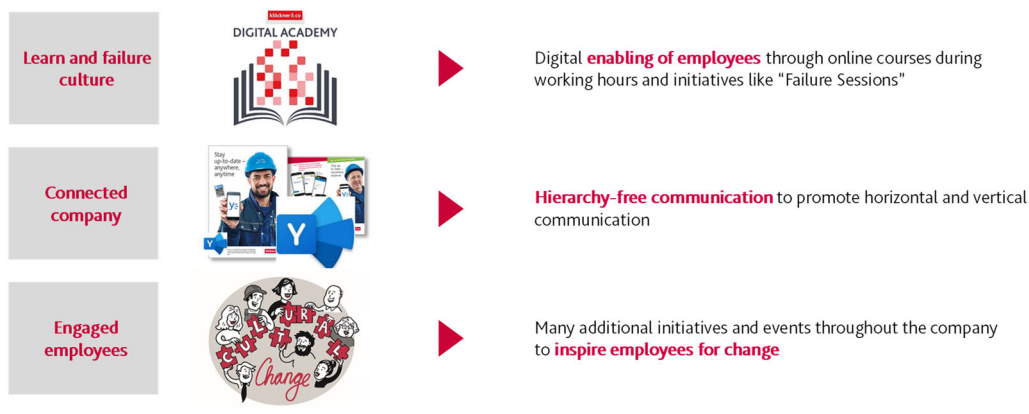 Learn and failure
culture
klöckner & co
DIGITAL ACADEMY
Digital enabling of employees through online courses during
working hours and initiatives like “Failure Sessions”
Connected
company
Stay
up-to-date –
anywhere,
anytime
Y
Hierarchy-free communication to promote horizontal and vertical
communication
Engaged
employees
CULTURAL
Change
Many additional initiatives and events throughout the company
to inspire employees for change